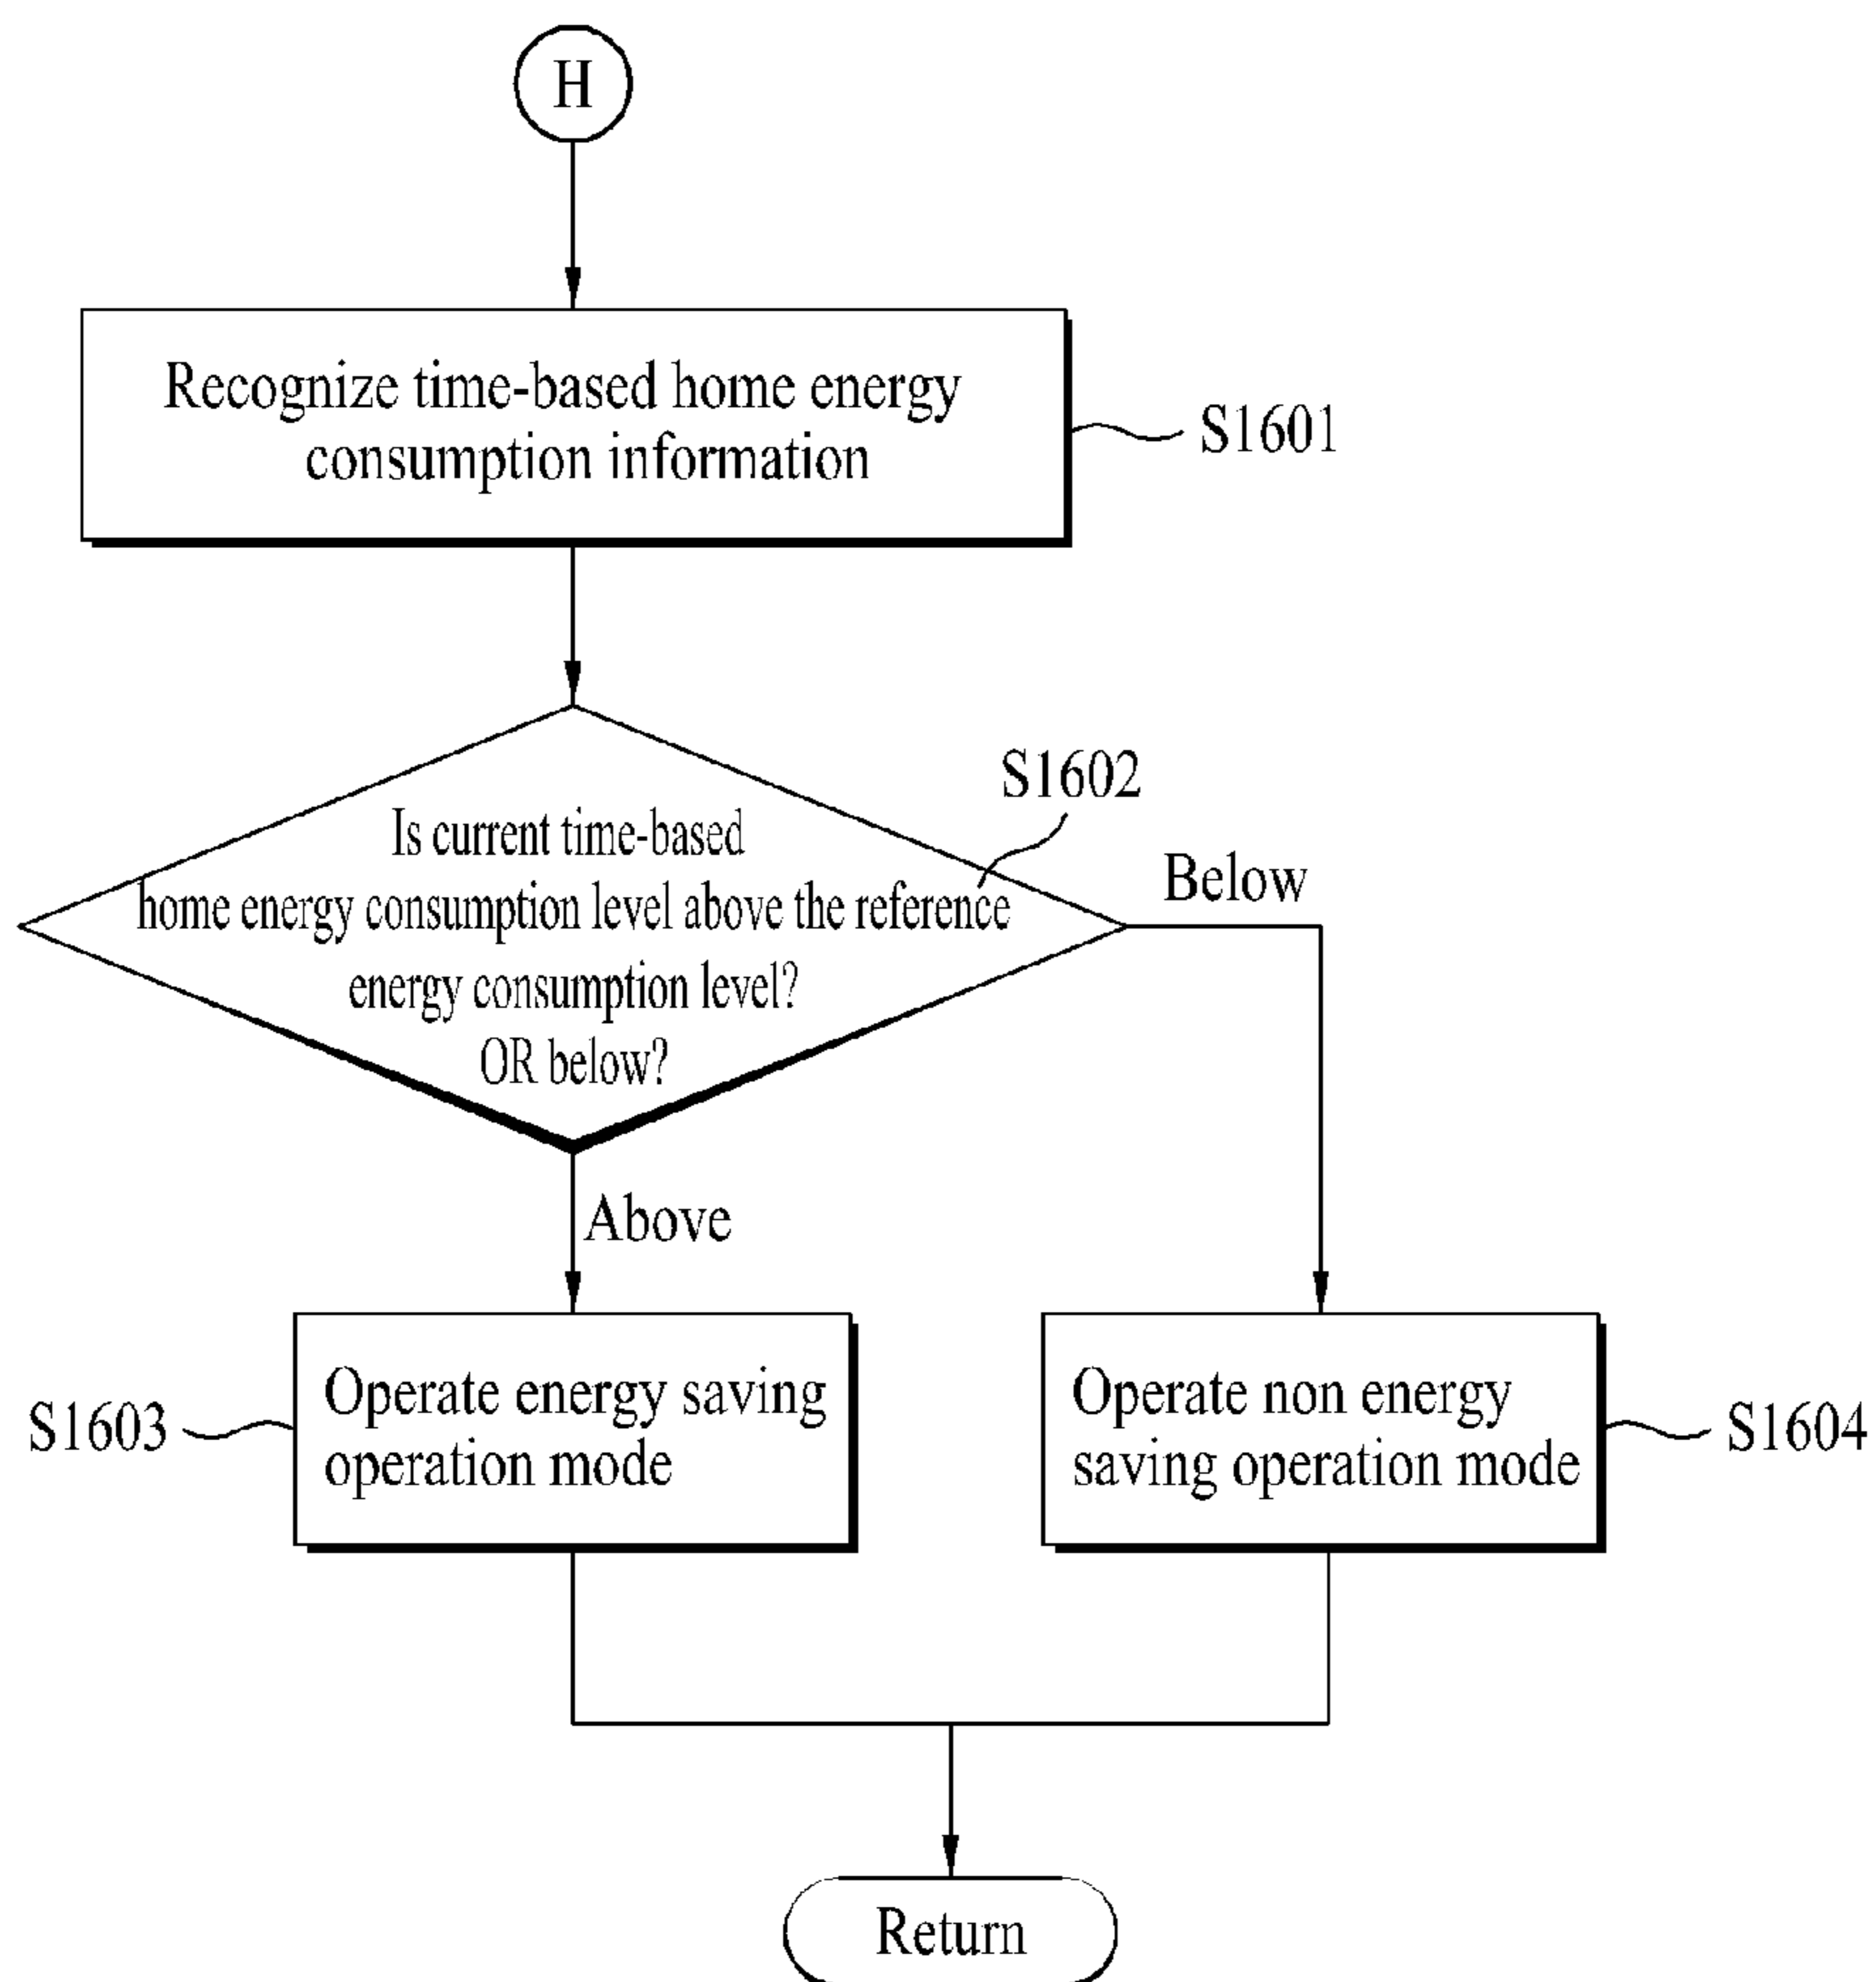 H
Recognize time-based home energy
consumption information
S1601
S1602
Is current time-based
home energy consumption level above the reference
energy consumption level?
OR below?
Below
Above
Operate energy saving
operation mode
S1603
Operate non energy
saving operation mode
S1604
Return